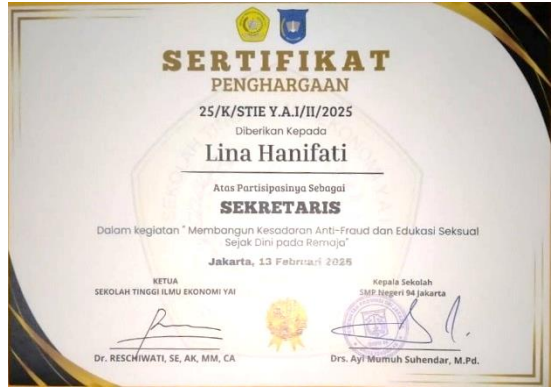 SERTIFIKAT
PENGHARGAAN
25/K/STIE Y.A.I/II/2025
Diberikan Kepada
Lina Hanifati
Atas Partisipasinya Sebagai
SEKRETARIS
Dalam kegiatan " Membangun Kesadaran Anti-Fraud dan Edukasi Seksual
Sejak Dini pada Remaja"
Jakarta, 13 Februari 2025
KETUA
SEKOLAH TINGGI ILMU EKONOMI YAI
Kepala Sekolah
SMP Negeri 94 Jakarta
Dr. RESCHIWATI, SE, AK, MM, CA
Drs. Ayi Mumuh Suhendar, M.Pd.